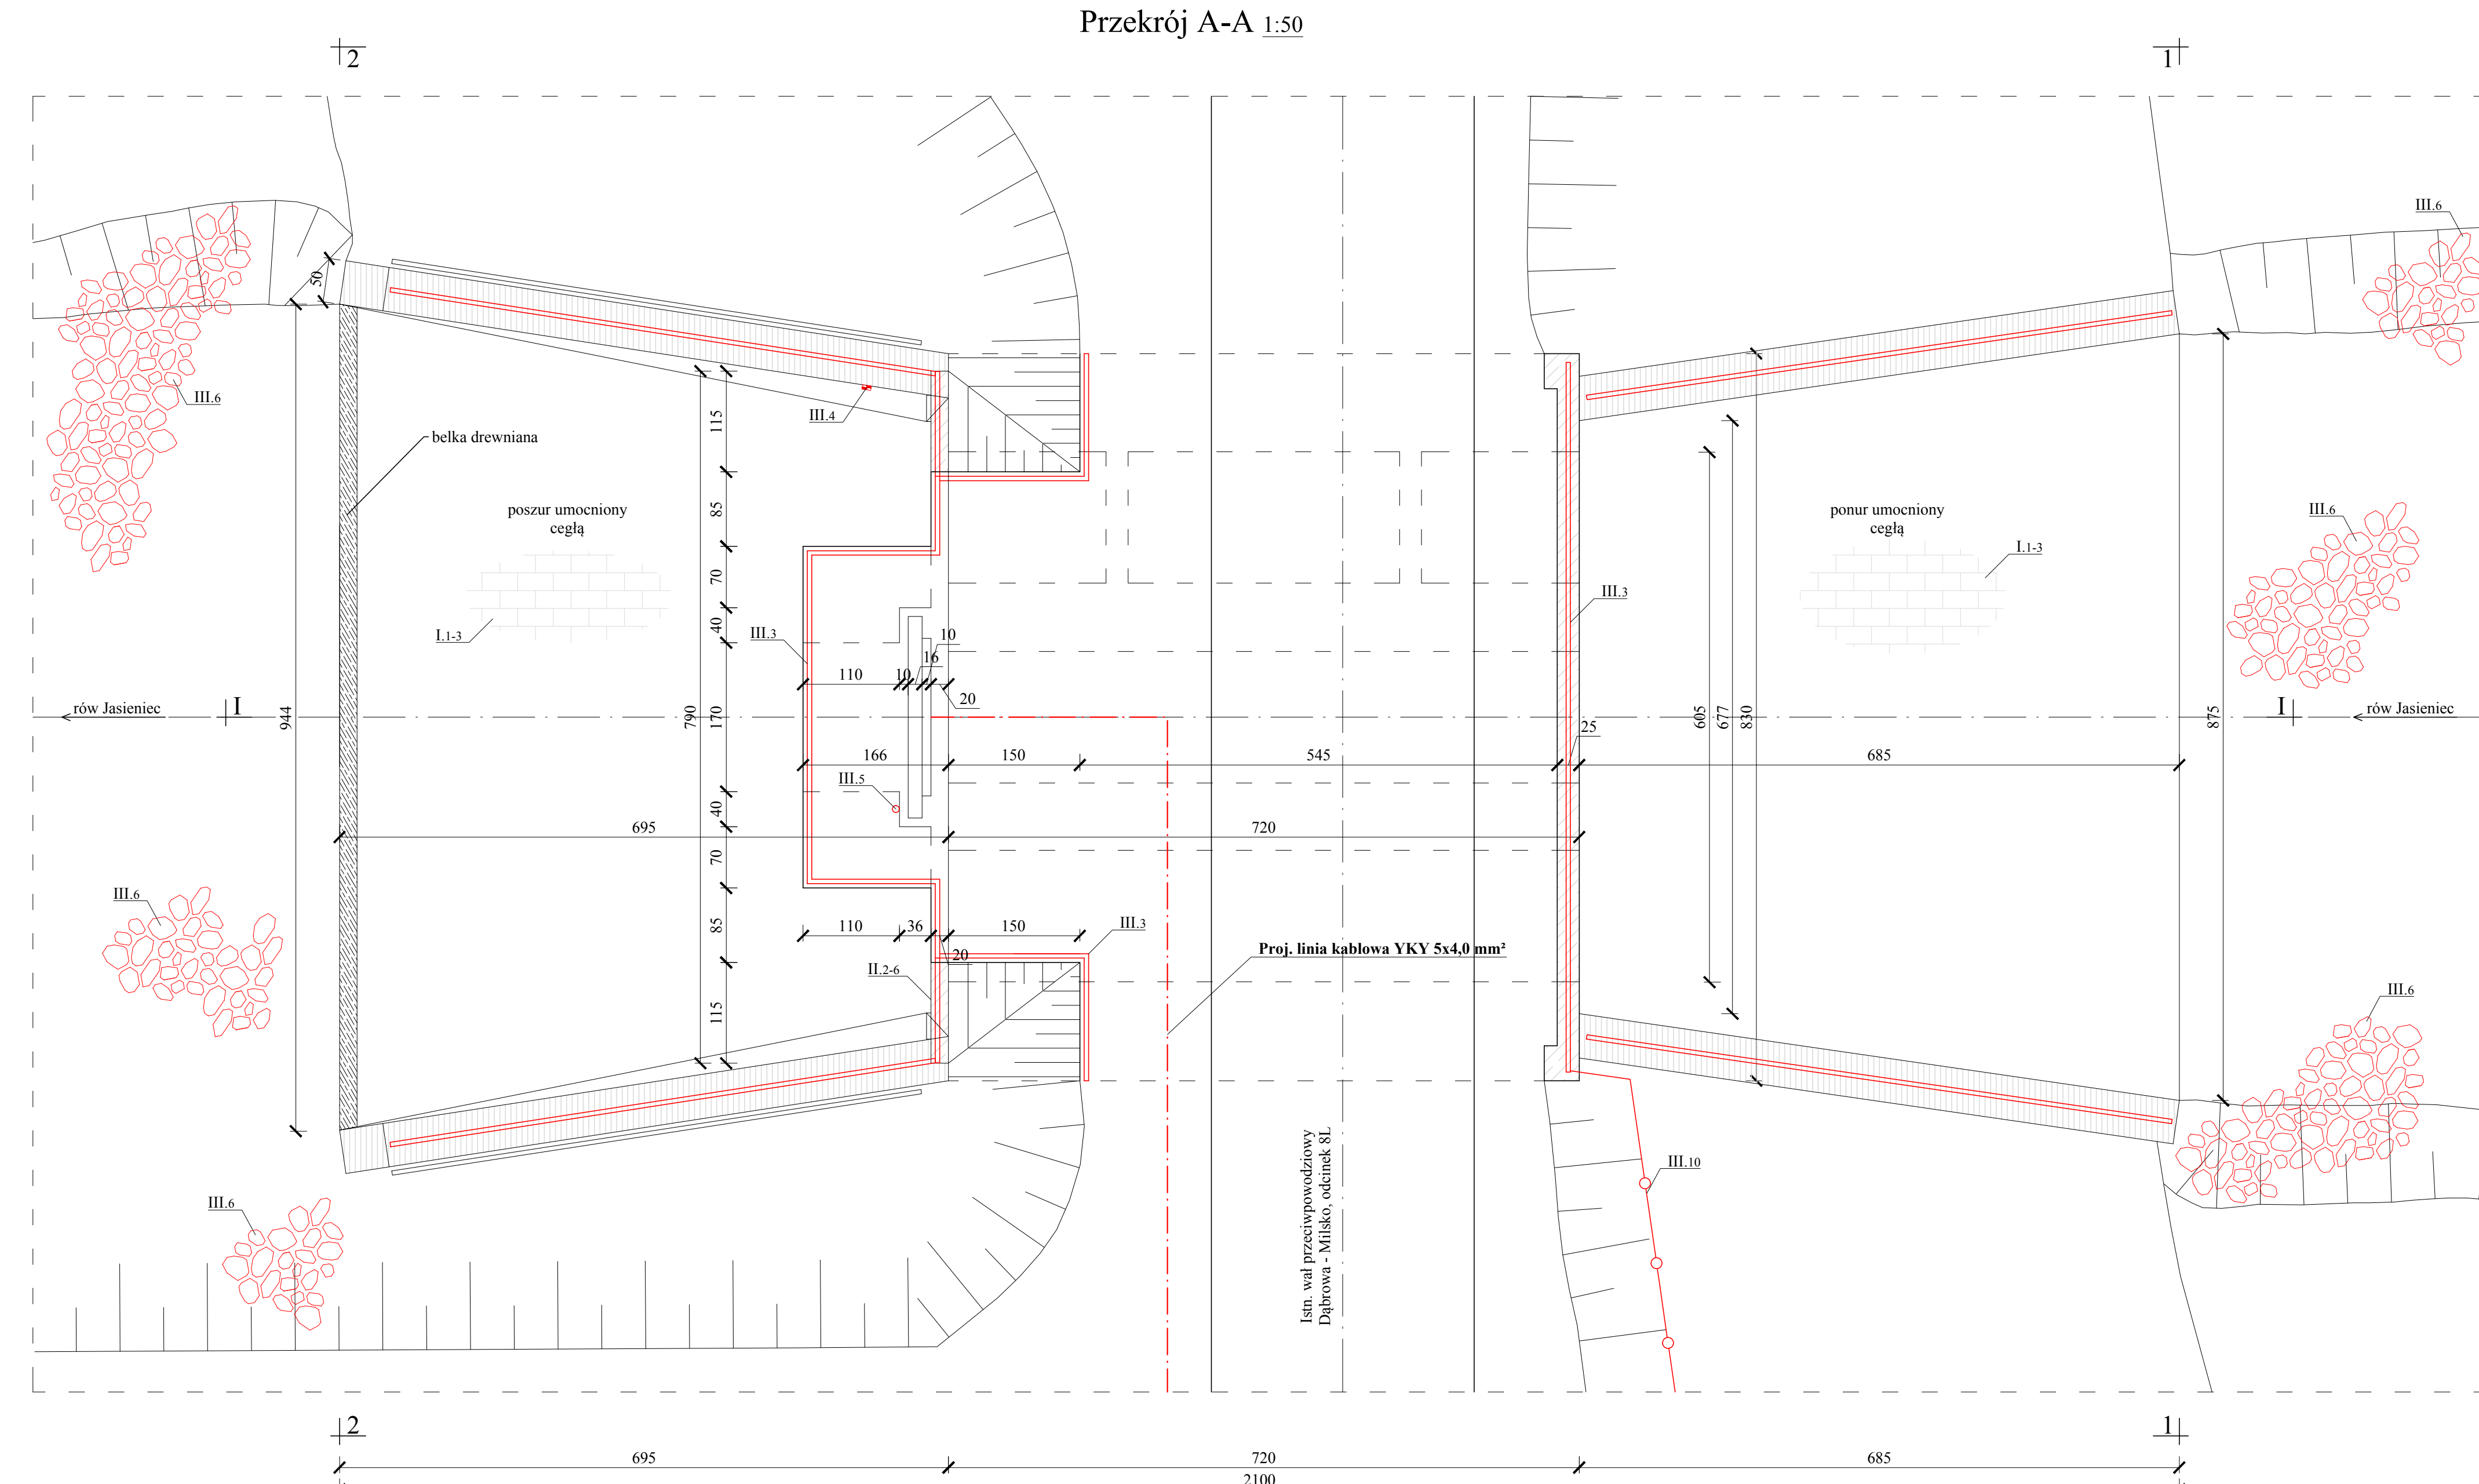 Przekrój A-A 1:50
2
1
III.6
50
III.6
III.4
115
belka drewniana
poszur umocniony
cegłą
85
ponur umocniony
cegłą
III.6
I.1-3
70
III.3
I.1-3
40
III.3
10
16
110
10
20
rów Jasieniec
I
944
790
170
605
677
830
I
rów Jasieniec
875
25
166
150
545
685
III.5
40
695
720
70
III.6
85
110
36
150
III.3
20
Proj. linia kablowa YKY 5x4,0 mm²
II.2-6
III.6
115
Istn. wał przeciwpowodziowy
Dąbrowa - Milsko, odcinek 8L
III.10
III.6
2
1
695
720
685
2100